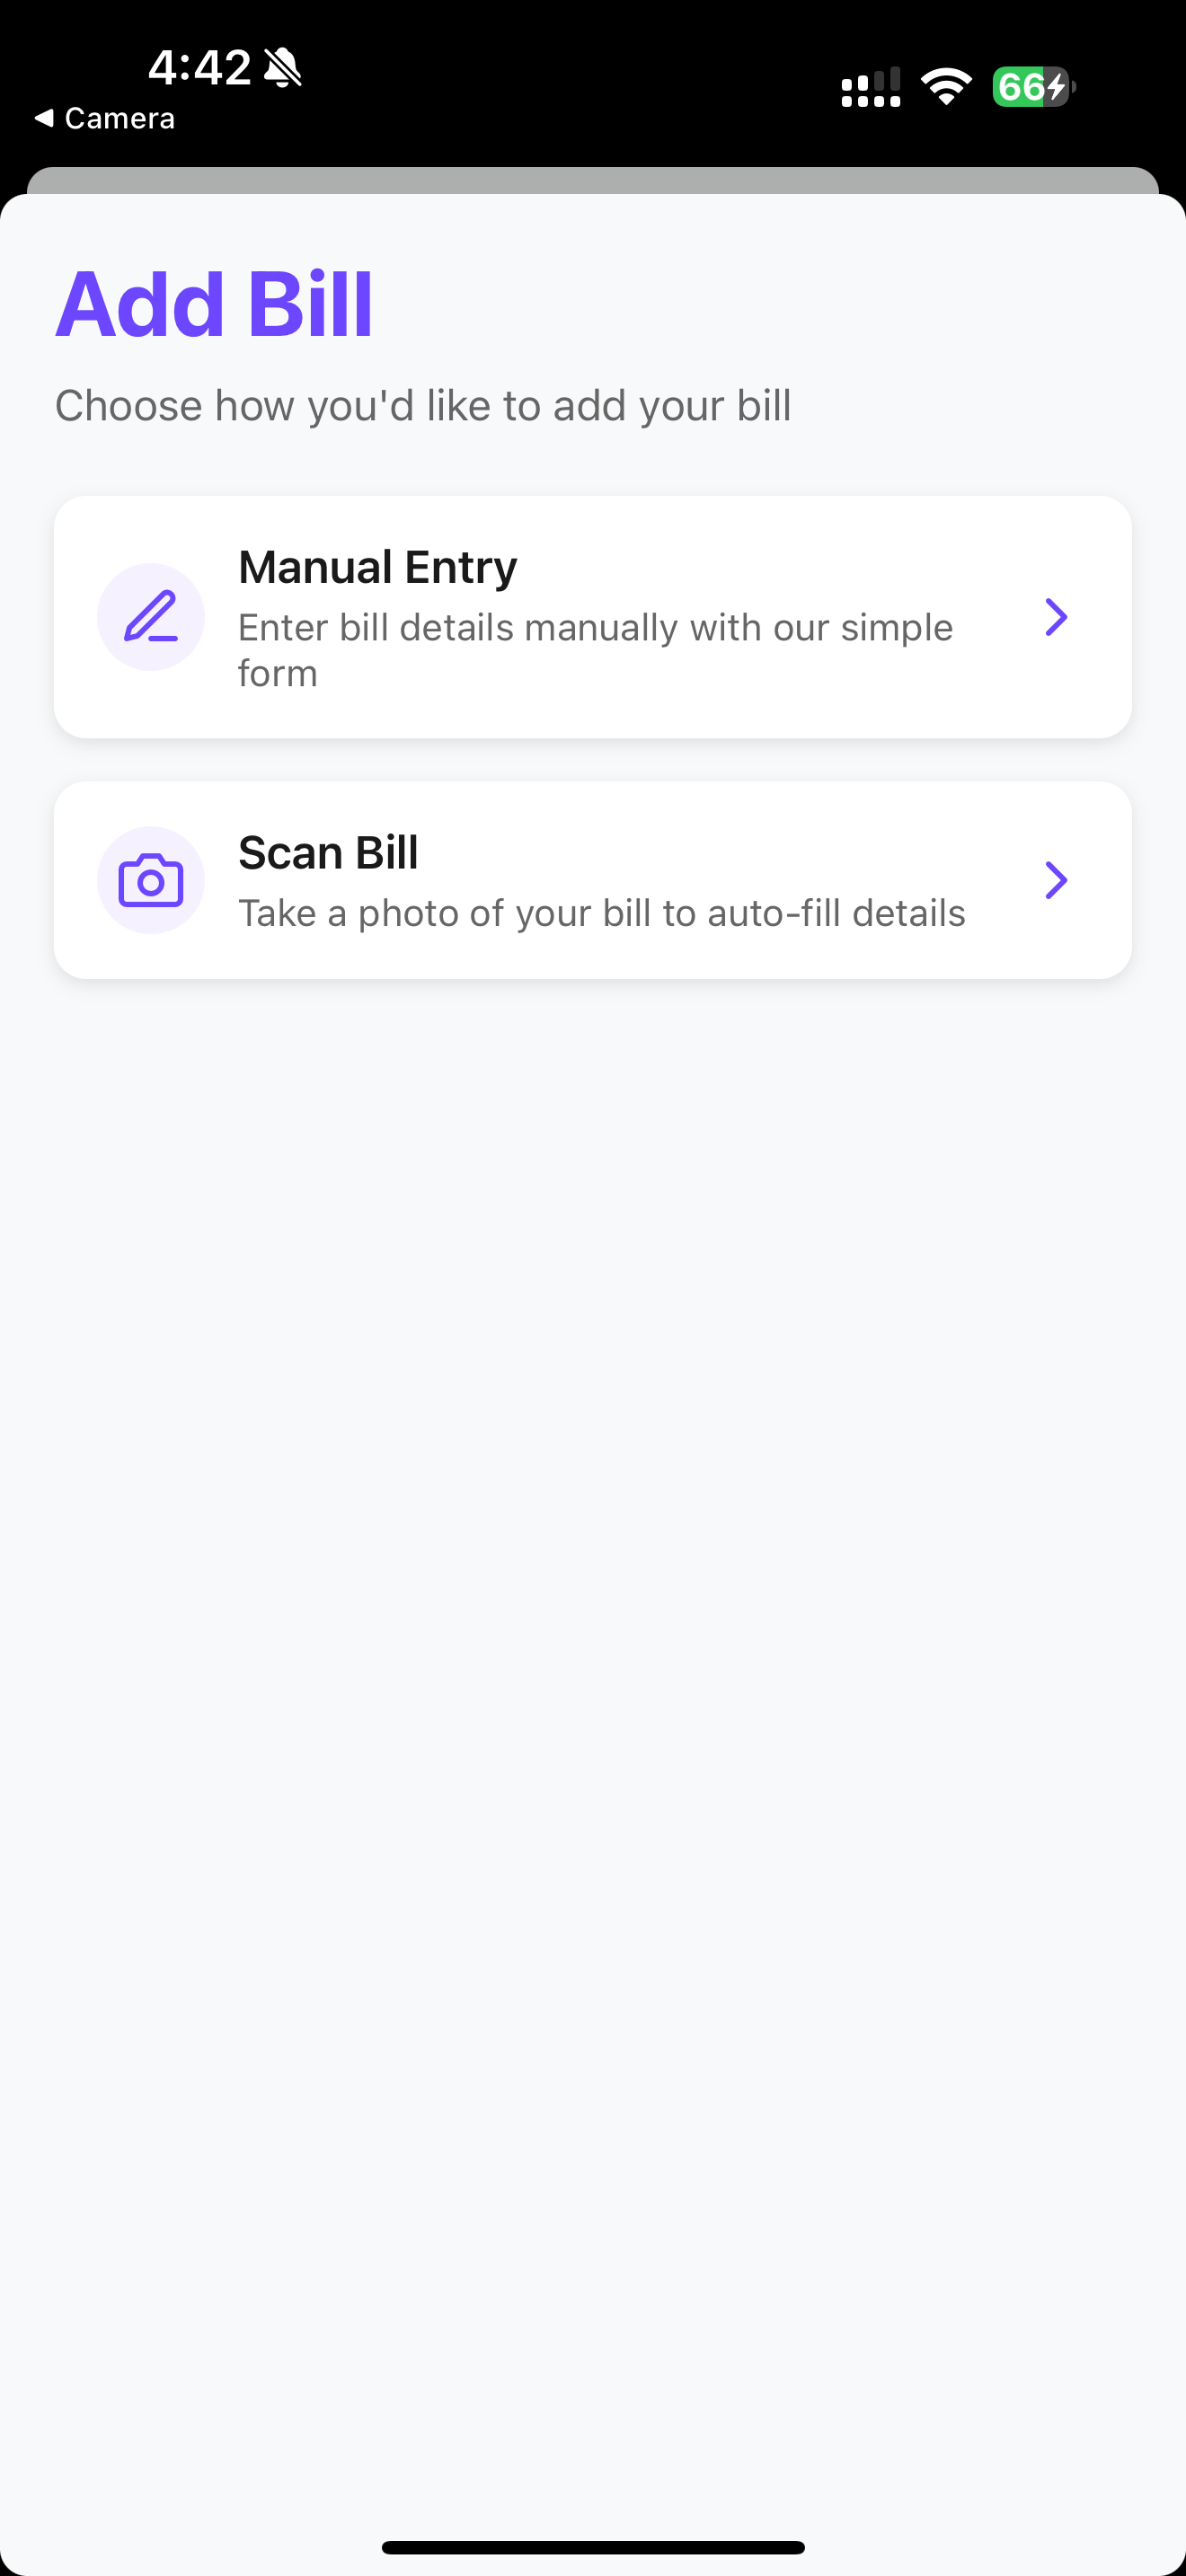 4:42
Camera
66
Add Bill
Choose how you'd like to add your bill
Manual Entry
Enter bill details manually with our simple
form
Scan Bill
Take a photo of your bill to auto-fill details